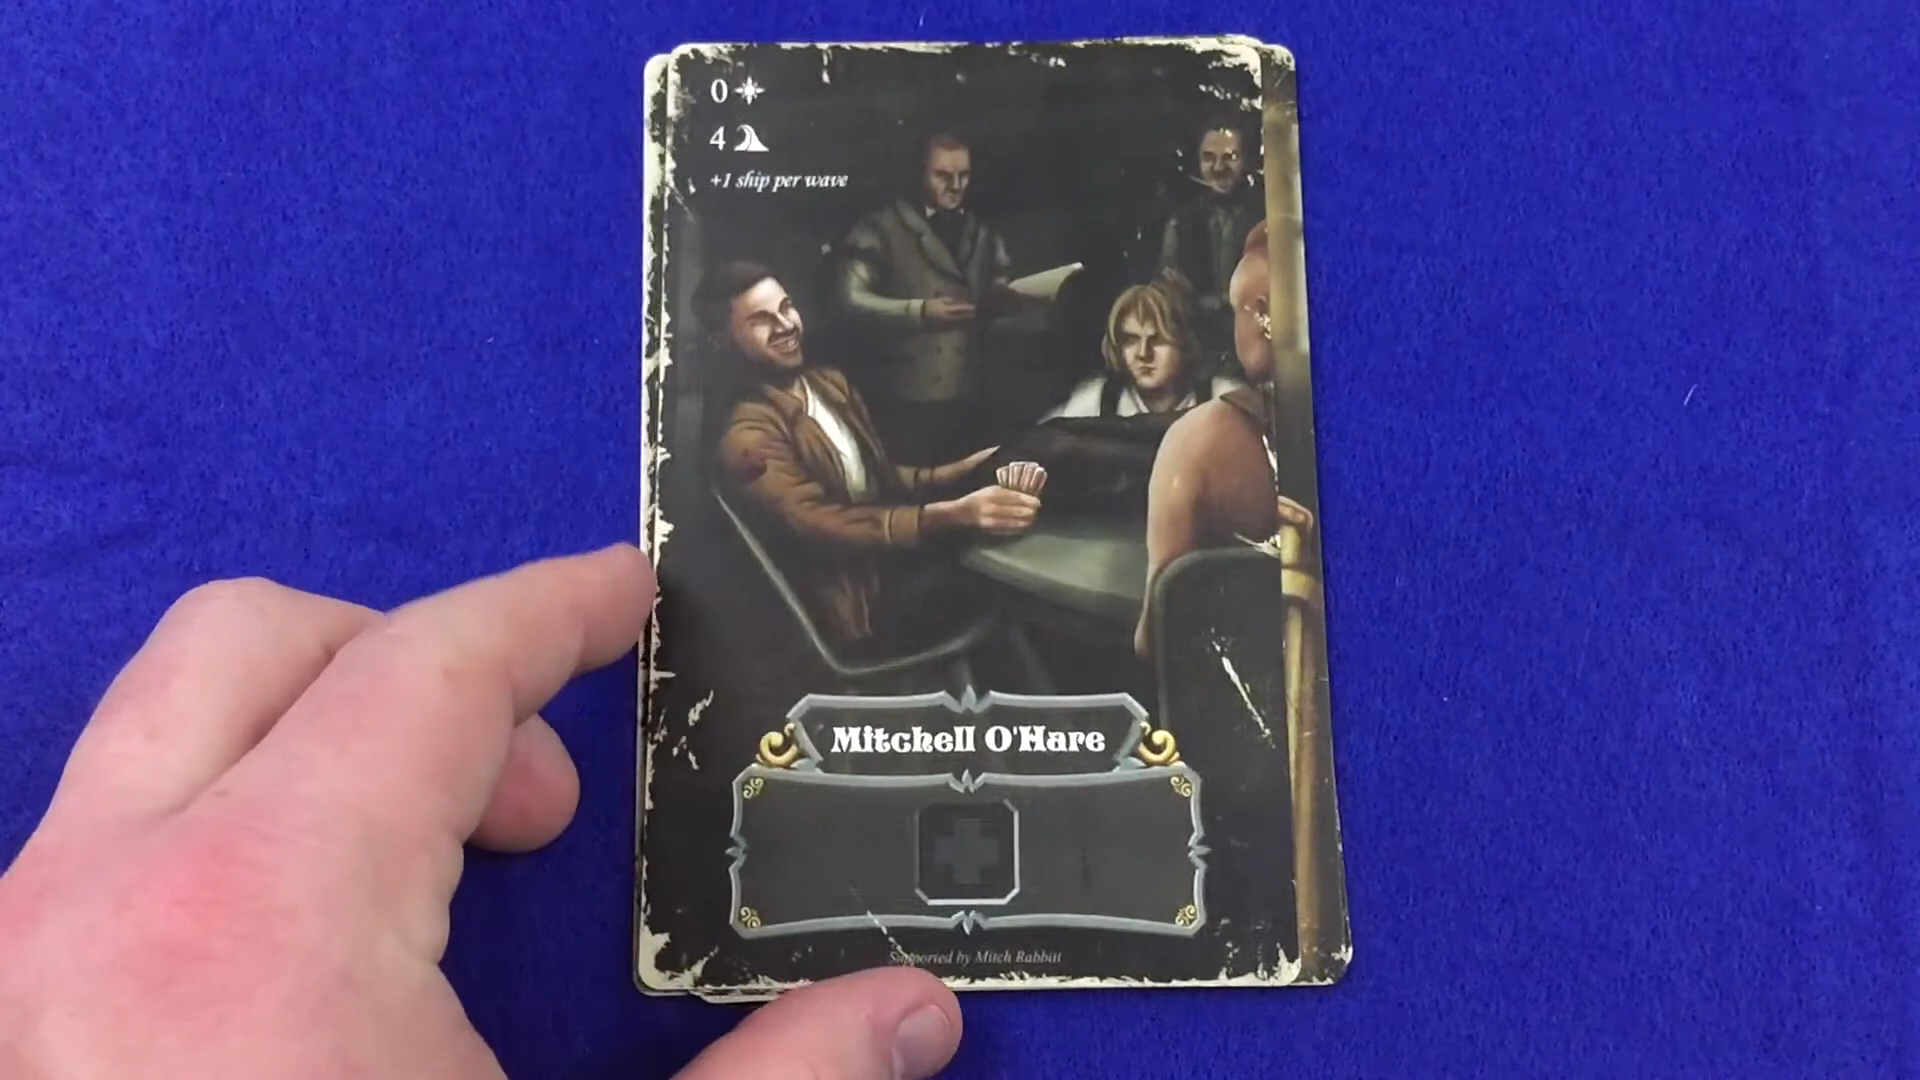 0
4
+1 ship per wave
Mitchell O'Hare
Supported by Mitch Rabbitt